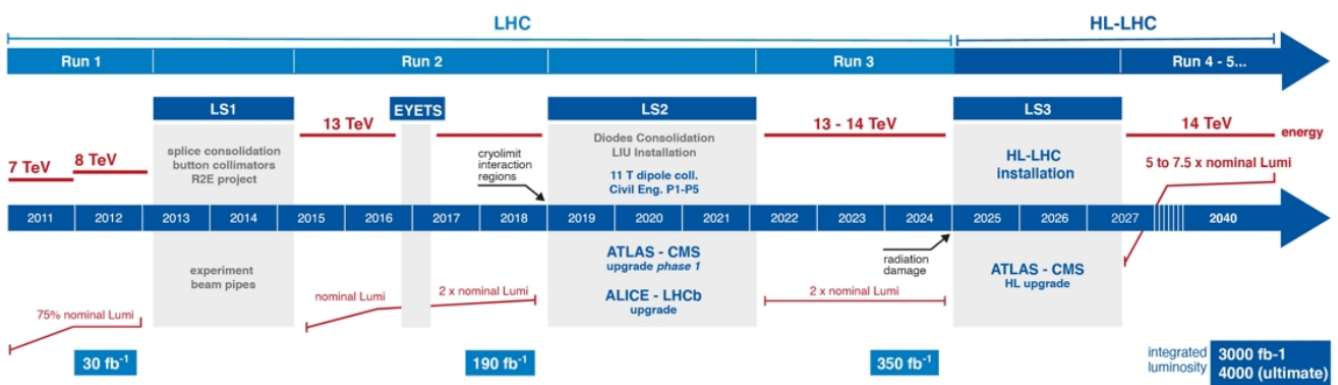 LHC
HL-LHC
Run 1
Run 2
Run 3
Run 4 - 5...
LS1
EYETS
LS2
LS3
7 TeV
8 TeV
13 TeV
13 - 14 TeV
14 TeV
energy
splice consolidation
button collimators
R2E project
cryolimit
interaction
regions
Diodes Consolidation
LIU Installation
11 T dipole coll.
Civil Eng. P1-P5
HL-LHC
installation
5 to 7.5 x nominal Lumi
2011
2012
2013
2014
2015
2016
2017
2018
2019
2020
2021
2022
2023
2024
2025
2026
2027
2040
experiment
beam pipes
ATLAS - CMS
upgrade phase 1
ALICE - LHCb
upgrade
radiation
damage
ATLAS - CMS
HL upgrade
75% nominal Lumi
nominal Lumi
2 x nominal Lumi
2 x nominal Lumi
30 fb-1
190 fb-1
350 fb-1
integrated
luminosity
3000 fb-1
4000 (ultimate)